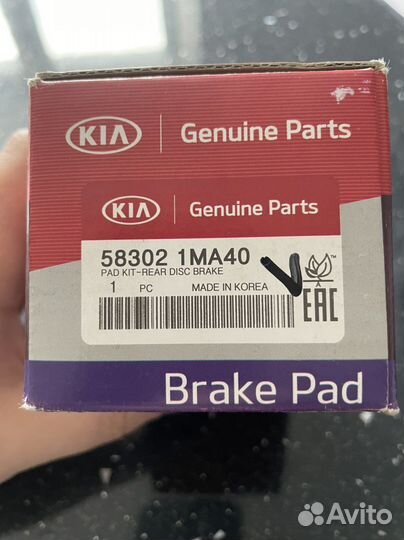 KIA Genuine Parts
KIA Genuine Parts
58302 1MA40
PAD KIT-REAR DISC BRAKE
1 PC MADE IN KOREA
EAC
Brake Pad
Avito